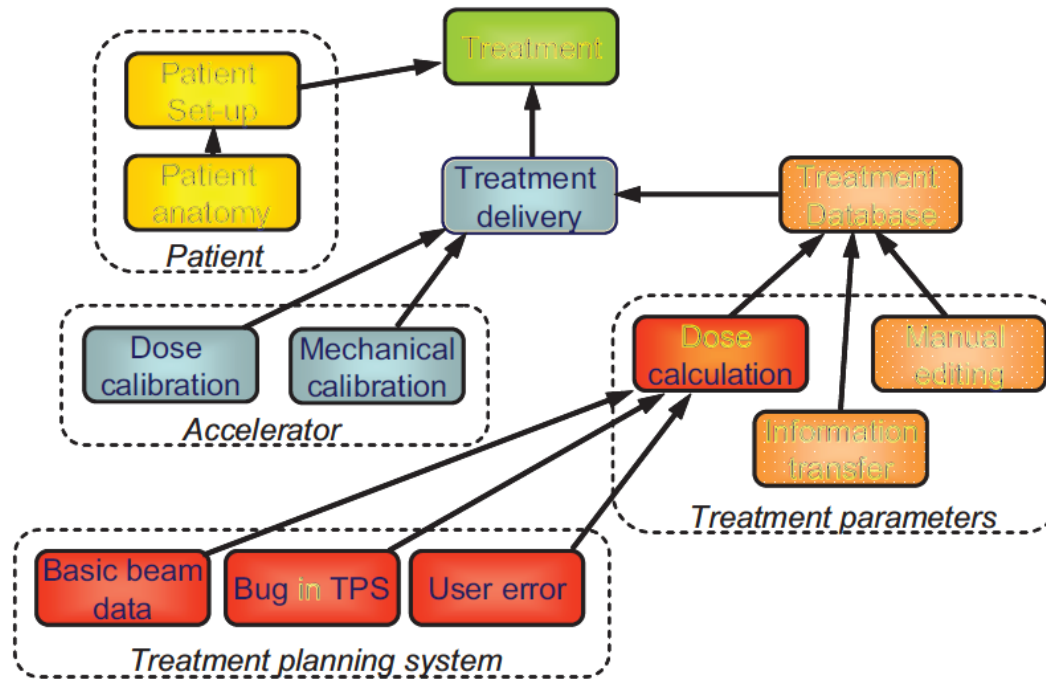 Treatment
Patient
Set-up
Patient
anatomy
Patient
Treatment
delivery
Treatment
Database
Dose
calibration
Mechanical
calibration
Accelerator
Dose
calculation
Manual
editing
Information
transfer
Treatment parameters
Basic beam
data
Bug in TPS
User error
Treatment planning system